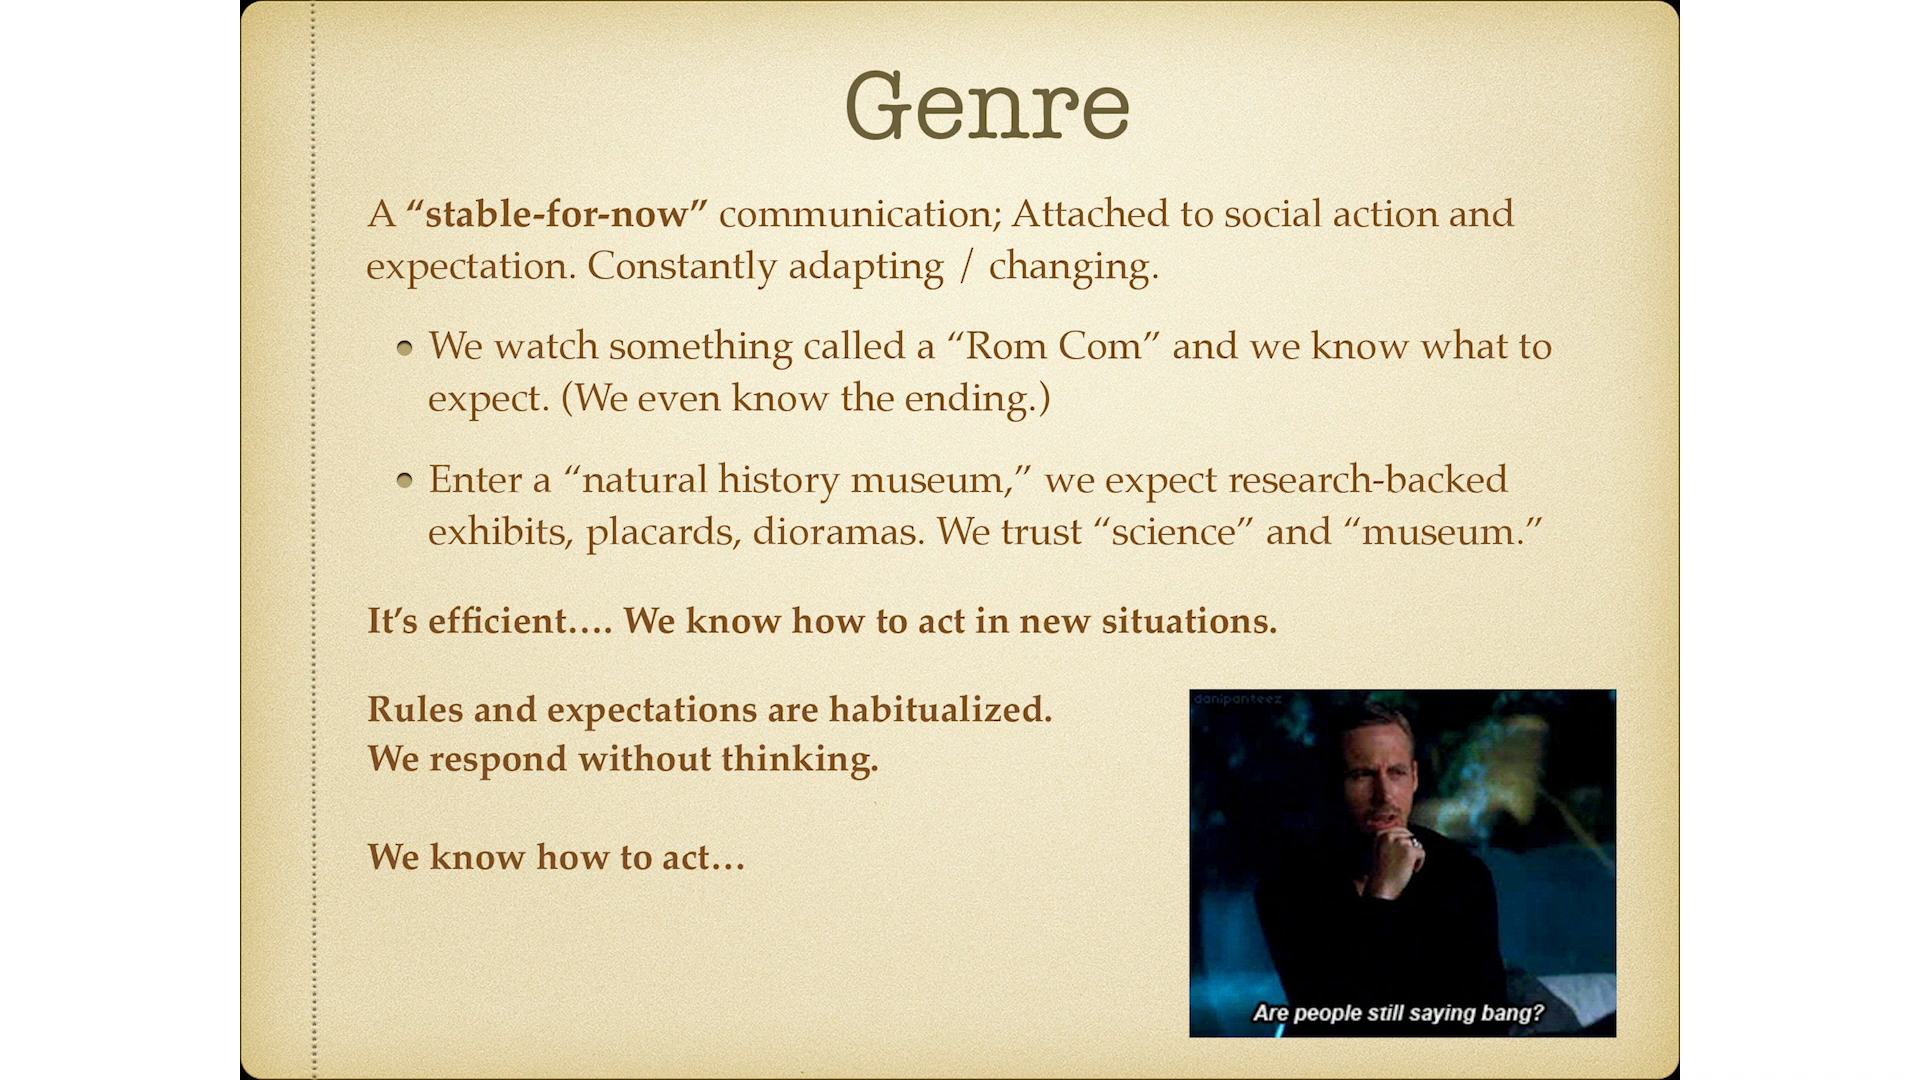 Genre
A “stable-for-now” communication; Attached to social action and
expectation. Constantly adapting / changing.
We watch something called a “Rom Com” and we know what to
expect. (We even know the ending.)
Enter a “natural history museum,” we expect research-backed
exhibits, placards, dioramas. We trust “science” and “museum.”
It’s efficient…. We know how to act in new situations.
Rules and expectations are habitualized.
We respond without thinking.
We know how to act…
danipanteez
Are people still saying bang?